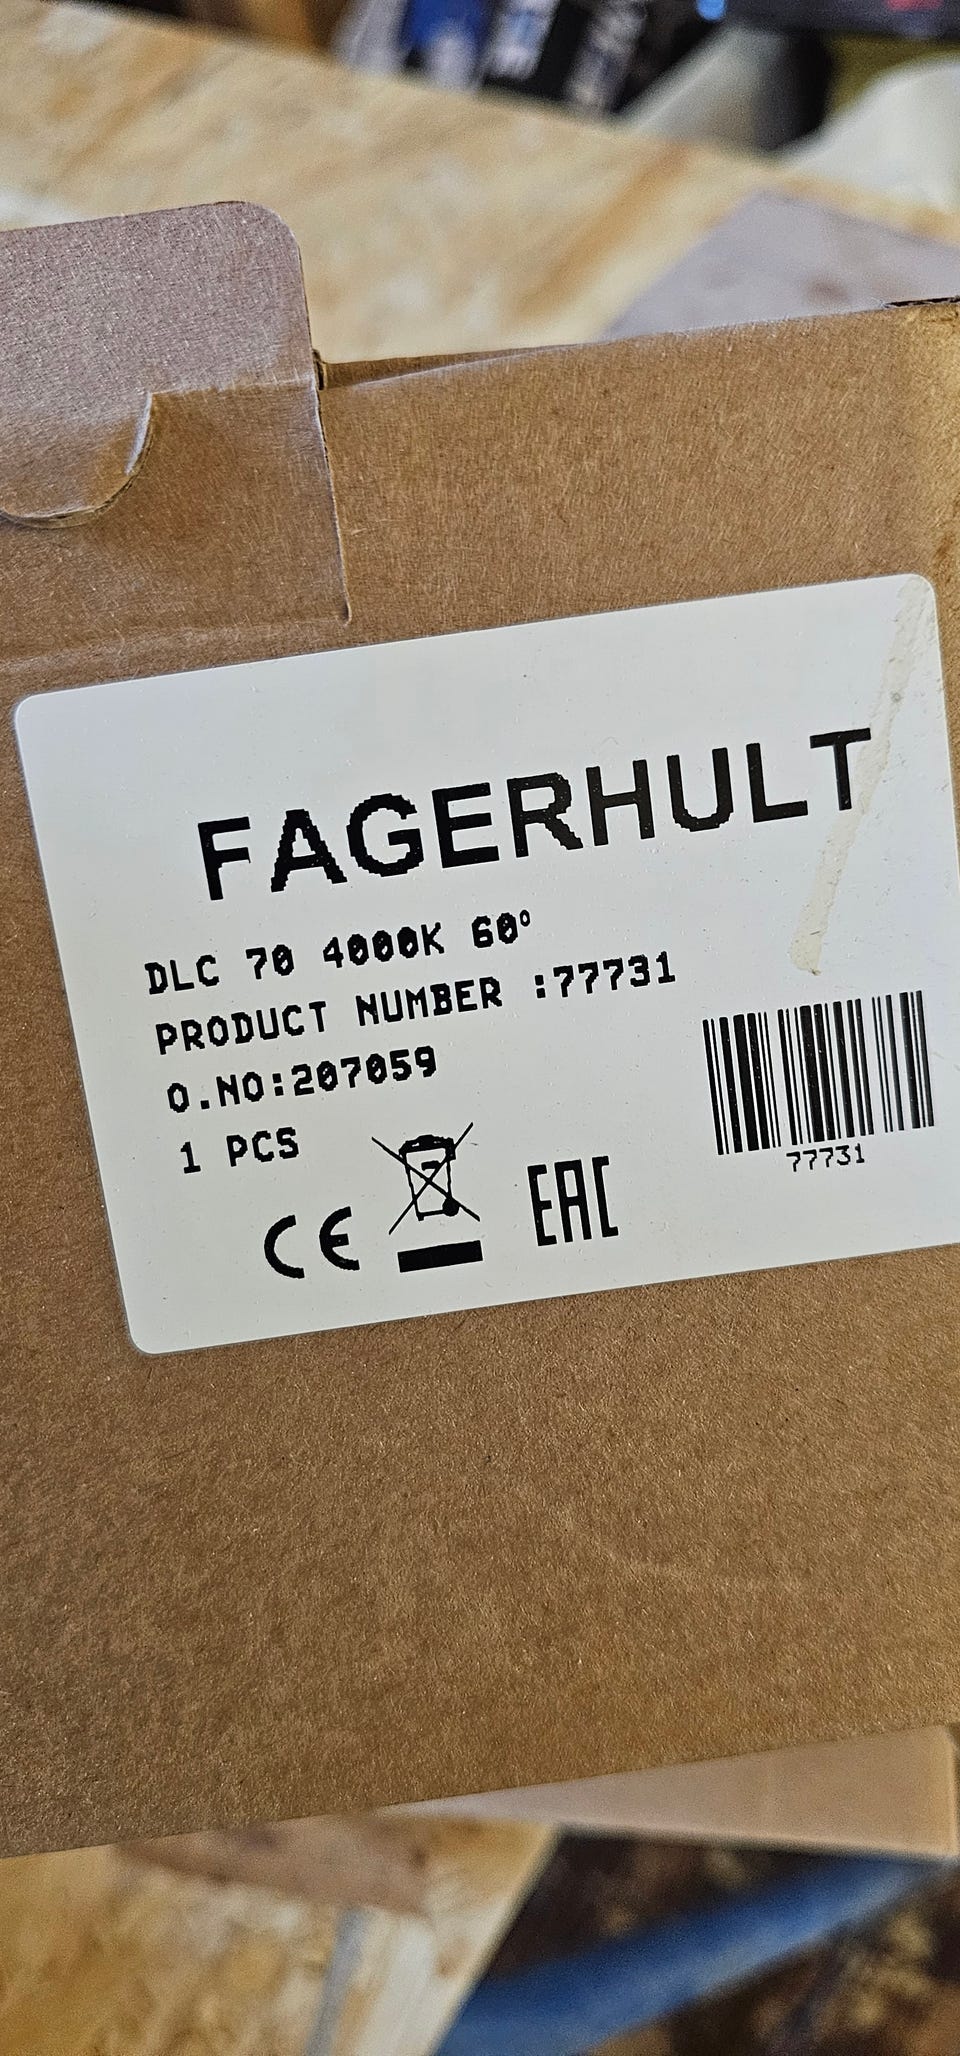 FAGERHULT
DLC 70 4000K 60°
PRODUCT NUMBER :77731
O.NO:207059
1 PCS
CE EAC
77731